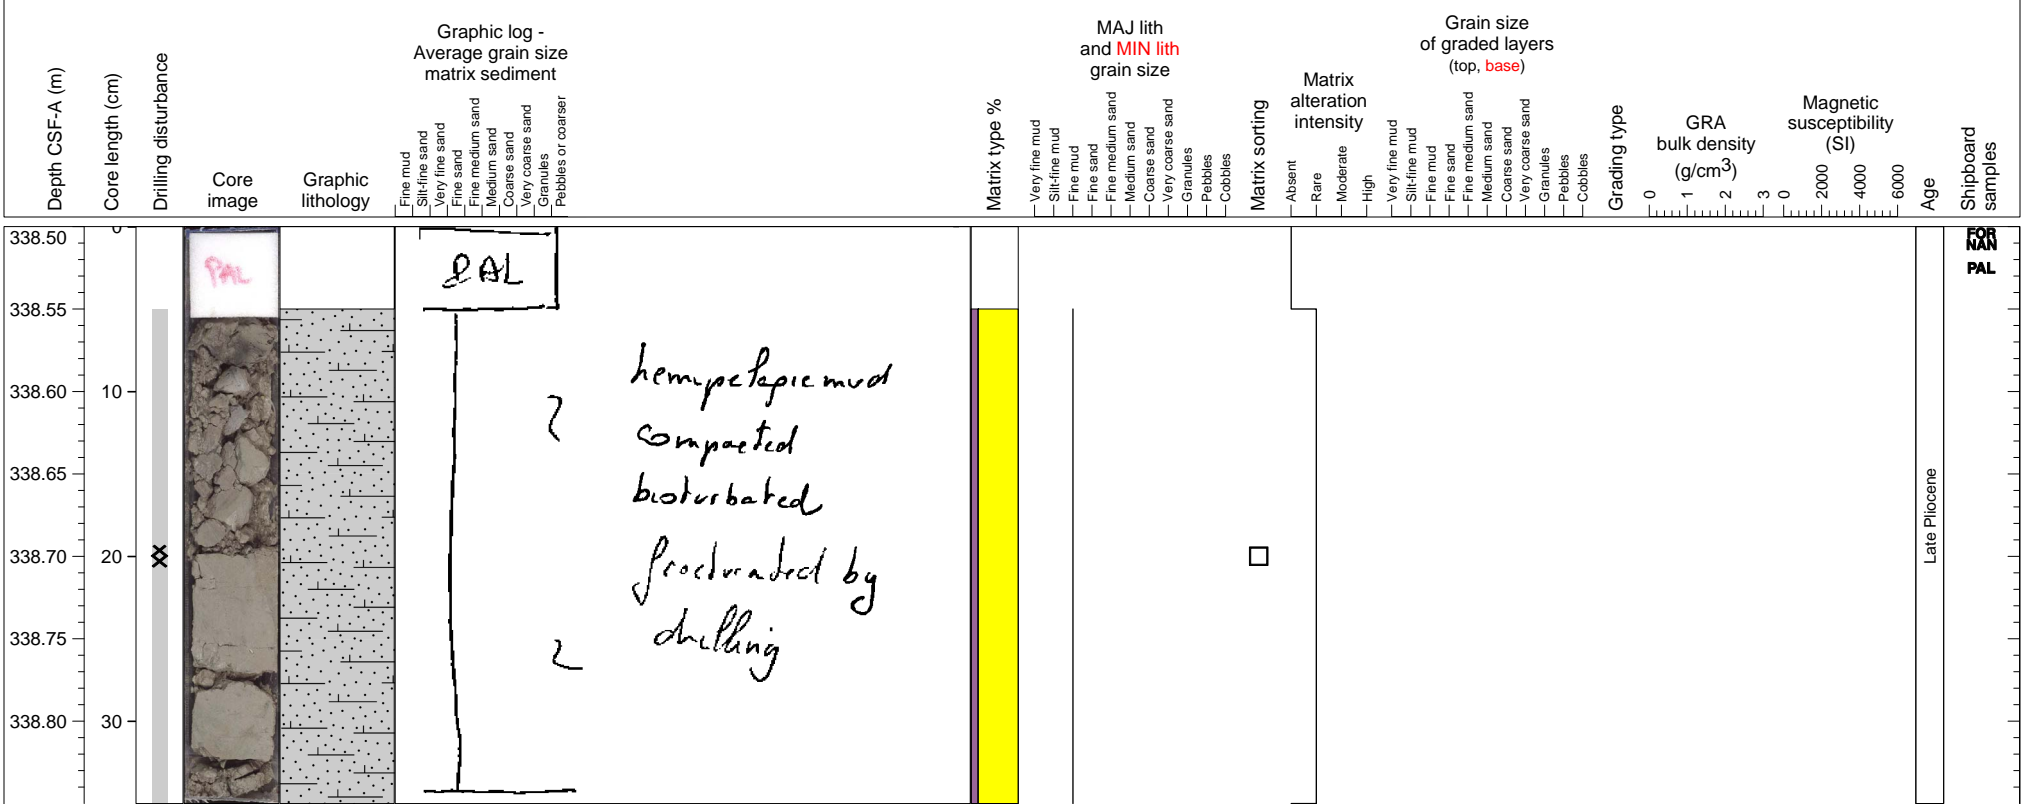 Depth CSF-A (m)
Core length (cm)
Drilling disturbance
Core
image
Graphic
lithology
Graphic log -
Average grain size
matrix sediment
Fine mud
Silt-fine sand
Very fine sand
Fine sand
Fine medium sand
Medium sand
Coarse sand
Very coarse sand
Granules
Pebbles or coarser
Matrix type %
MAJ lith
and MIN lith
grain size
Very fine mud
Silt-fine mud
Fine mud
Fine sand
Fine medium sand
Medium sand
Coarse sand
Very coarse sand
Granules
Pebbles
Cobbles
Matrix sorting
Matrix
alteration
intensity
Absent
Rare
Moderate
High
Grain size
of graded layers
(top, base)
Very fine mud
Silt-fine mud
Fine mud
Fine sand
Fine medium sand
Medium sand
Coarse sand
Very coarse sand
Granules
Pebbles
Cobbles
Grading type
GRA
bulk density
(g/cm3)
0 1 2 3
Magnetic
susceptibility
(SI)
0 2000 4000 6000
Age
Shipboard
samples
338.50
338.55
338.60
338.65
338.70
338.75
338.80
0
10
20
30
PAL
PAL
hemipelagic mud
compacted
bioturbated
by
drilling
Late Pliocene
FOR
NAN
PAL